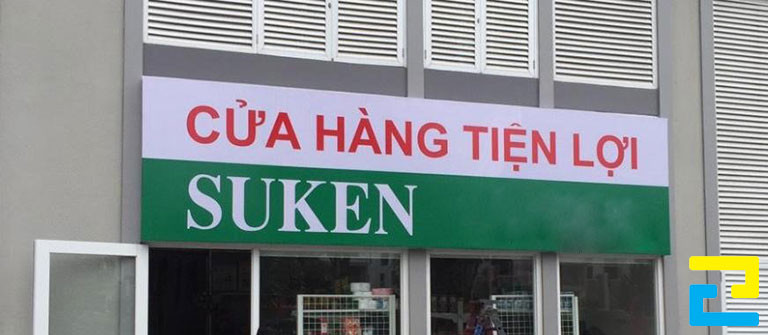 CỬA HÀNG TIỆN LỢI
SUKEN